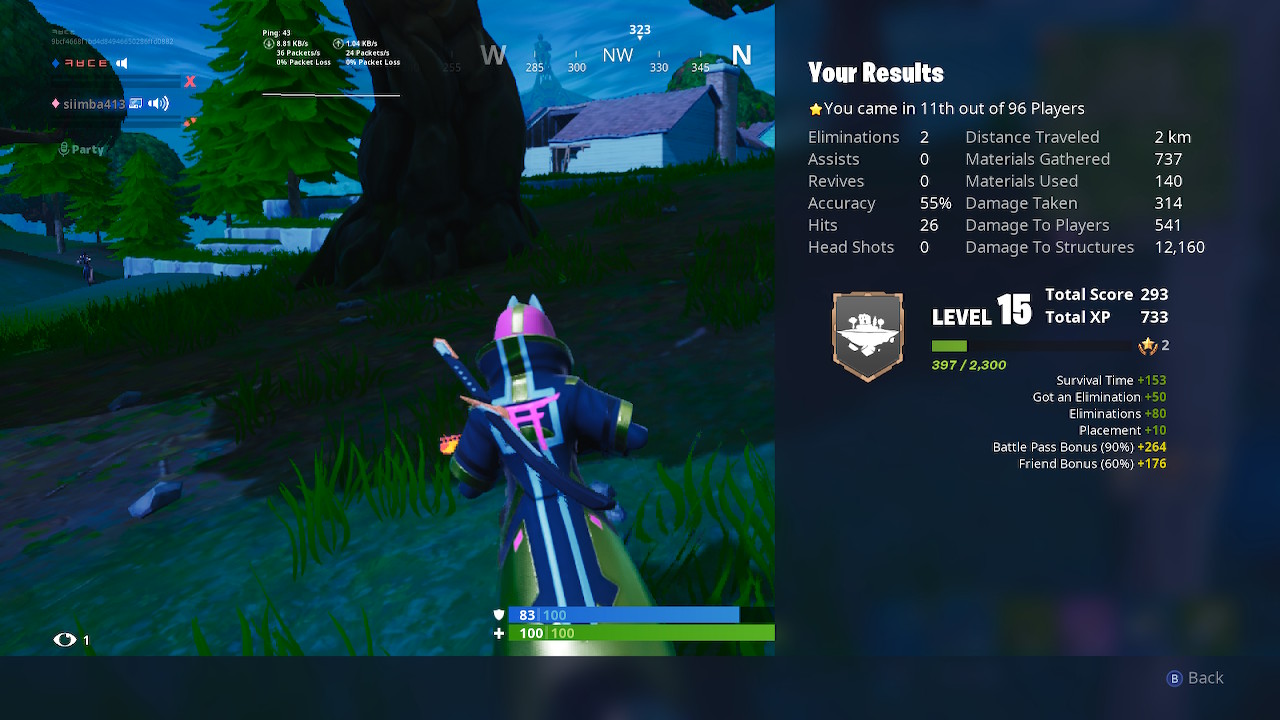 Ping: 43
8.81 KB/s 1.04 KB/s
36 Packets/s 24 Packets/s
0% Packet Loss 0% Packet Loss
323
255 W 285 300 NW 330 345 N
siimba413
Party
1
83 100
100 100
Your Results
You came in 11th out of 96 Players
Eliminations 2 Distance Traveled 2 km
Assists 0 Materials Gathered 737
Revives 0 Materials Used 140
Accuracy 55% Damage Taken 314
Hits 26 Damage To Players 541
Head Shots 0 Damage To Structures 12,160
LEVEL 15
Total Score 293
Total XP 733
2
397 / 2,300
Survival Time +153
Got an Elimination +50
Eliminations +80
Placement +10
Battle Pass Bonus (90%) +264
Friend Bonus (60%) +176
B Back